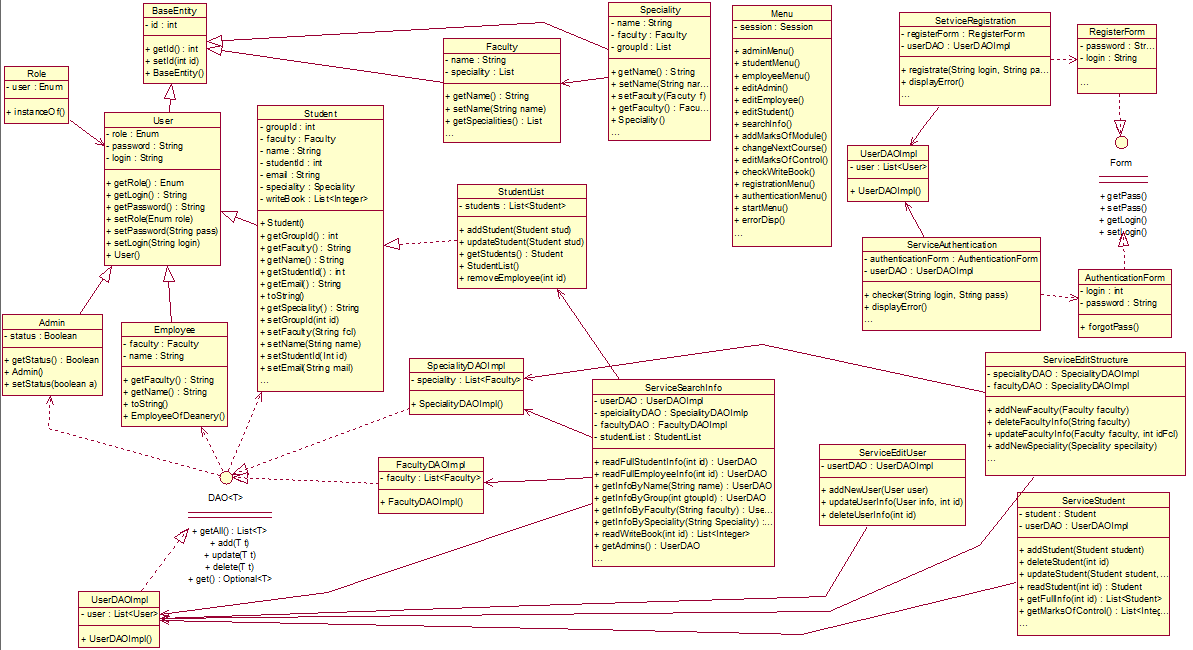 BaseEntity
- id : int
+ getId() : int
+ setId(int id)
+ BaseEntity()
Role
- user : Enum
+ instanceOf()
User
- role : Enum
- password : String
- login : String
+ getRole() : Enum
+ getLogin() : String
+ getPassword() : String
+ setRole(Enum role)
+ setPassword(String pass)
+ setLogin(String login)
+ User()
Student
- groupId : int
- faculty : Faculty
- name : String
- studentId : int
- email : String
- speciality : Speciality
- writeBook : List<Integer>
+ Student()
+ getGroupId() : int
+ getFaculty() : String
+ getName() : String
+ getStudentId() : int
+ getEmail() : String
+ toString()
+ getSpeciality() : String
+ setGroupId(int id)
+ setFaculty(String fcl)
+ setName(String name)
+ setStudentId(Int id)
+ setEmail(String mail)
...
Faculty
- name : String
- speciality : List
+ getName() : String
+ setName(String name)
+ getSpecialities() : List
...
Speciality
- name : String
- faculty : Faculty
- groupId : List
+ getName() : String
+ setName(String nar...
+ setFaculty(Facuty f)
+ getFaculty() : Facu...
+ Speciality()
...
Menu
- session : Session
+ adminMenu()
+ studentMenu()
+ employeeMenu()
+ editAdmin()
+ editEmployee()
+ editStudent()
+ searchInfo()
+ addMarksOfModule()
+ changeNextCourse()
+ editMarksOfControl()
+ checkWriteBook()
+ registrationMenu()
+ authenticationMenu()
+ startMenu()
+ errorDisp()
...
SetviceRegistration
- registerForm : RegisterForm
- userDAO : UserDAOImpl
+ registrate(String login, String pa...
+ displayError()
...
RegisterForm
- password : Str...
- login : String
...
Form
+ getPass()
+ setPass()
+ getLogin()
+ setLogin()
UserDAOImpl
- user : List<User>
+ UserDAOImpl()
ServiceAuthentication
- authenticationForm : AuthenticationForm
- userDAO : UserDAOImpl
+ checker(String login, String pass)
+ displayError()
...
AuthenticationForm
- login : int
- password : String
+ forgotPass()
StudentList
- students : List<Student>
+ addStudent(Student stud)
+ updateStudent(Student stud)
+ getStudents() : Student
+ StudentList()
+ removeEmployee(int id)
Admin
- status : Boolean
+ getStatus() : Boolean
+ Admin()
+ setStatus(boolean a)
Employee
- faculty : Faculty
- name : String
+ getFaculty() : String
+ getName() : String
+ toString()
+ EmployeeOfDeanery()
SpecialityDAOImpl
- speciality : List<Faculty>
+ SpecialityDAOImpl()
FacultyDAOImpl
- faculty : List<Faculty>
+ FacultyDAOImpl()
DAO<T>
+ getAll() : List<T>
+ add(T t)
+ update(T t)
+ delete(T t)
+ get() : Optional<T>
UserDAOImpl
- user : List<User>
+ UserDAOImpl()
ServiceSearchInfo
- userDAO : UserDAOImpl
- specialityDAO : SpecialityDAOImlp
- facultyDAO : FacultyDAOImpl
- studentList : StudentList
+ readFullStudentInfo(int id) : UserDAO
+ readFullEmployeeInfo(int id) : UserDAO
+ getInfoByName(String name) : UserDAO
+ getInfoByGroup(int gtoupId) : UserDAO
+ getInfoByFaculty(String faculty) : Use...
+ getInfoBySpeciality(String Speciality) :...
+ readWriteBook(int id) : List<Integer>
+ getAdmins() : UserDAO
...
ServiceEditUser
- usertDAO : UserDAOImpl
+ addNewUser(User user)
+ updateUserInfo(User info, int id)
+ deleteUserInfo(int id)
ServiceEditStructure
- specialityDAO : SpecialityDAOImpl
- facultyDAO : SpecialityDAOImpl
+ addNewFaculty(Faculty faculty)
+ deleteFacultyInfo(String faculty)
+ updateFacultyInfo(Faculty faculty, int idFcl)
+ addNewSpeciality(Speciality specilaity)
...
ServiceStudent
- student : Student
- userDAO : UserDAOImpl
+ addStudent(Student student)
+ deleteStudent(int id)
+ updateStudent(Student student,...
+ readStudent(int id) : Student
+ getFullInfo(int id) : List<Student>
+ getMarksOfControl() : List<Integ...
...